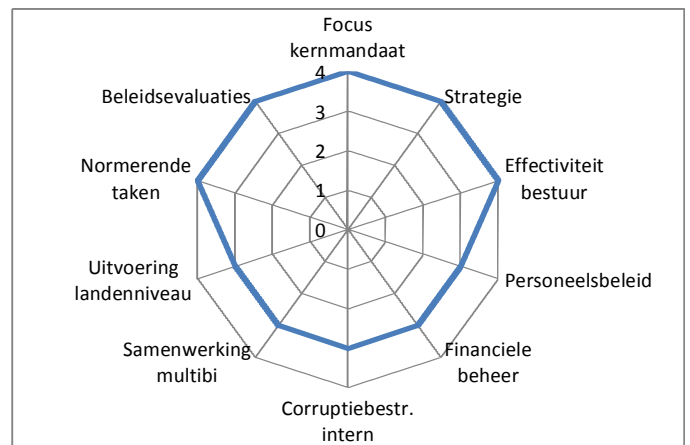 Focus
kernmandaat
4
Beleidsevaluaties
Strategie
3
Normerende
taken
2
Effectiviteit
bestuur
1
0
Uitvoering
landenniveau
Personeelsbeleid
Samenwerking
multibi
Financiele
beheer
Corruptiebestr.
intern